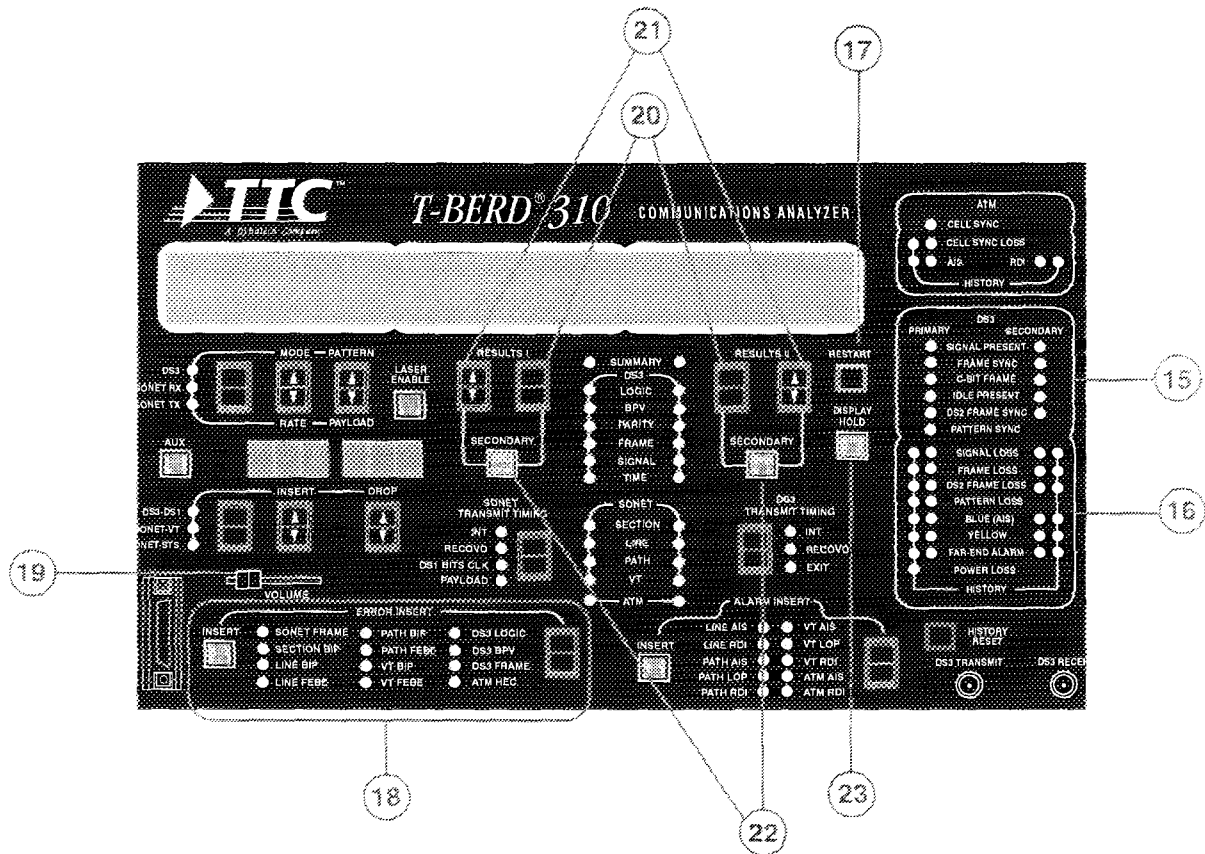 21
17
20
TTC™
A Dynatech Company
T-BERD® 310 COMMUNICATIONS ANALYZER
ATM
CELL SYNC
CELL SYNC LOSS
AIS RDI
HISTORY
DS3
PRIMARY SECONDARY
SIGNAL PRESENT
FRAME SYNC
C-BIT FRAME
IDLE PRESENT
DS2 FRAME SYNC
PATTERN SYNC
15
SIGNAL LOSS
FRAME LOSS
DS2 FRAME LOSS
PATTERN LOSS
BLUE (AIS)
YELLOW
FAR-END ALARM
POWER LOSS
HISTORY
16
MODE PATTERN
DS3
ONET RX
ONET TX
RATE PAYLOAD
LASER
ENABLE
RESULTS I
SECONDARY
SUMMARY
DS3
LOGIC
BPV
PARITY
FRAME
SIGNAL
TIME
RESULTS II
SECONDARY
RESTART
DISPLAY
HOLD
AUX
INSERT DROP
DS3-DS1
ONET-VT
NET-STS
SONET
TRANSMIT TIMING
INT
RECOVD
DS1 BITS CLK
PAYLOAD
SONET
SECTION
LINE
PATH
VT
ATM
DS3
TRANSMIT TIMING
INT
RECOVD
EXIT
19
VOLUME
ERROR INSERT
INSERT
SONET FRAME PATH BIP DS3 LOGIC
SECTION BIP PATH FEBE DS3 BPV
LINE BIP VT BIP DS3 FRAME
LINE FEBE VT FEBE ATM HEC
ALARM INSERT
INSERT
LINE AIS VT AIS
LINE RDI VT LOP
PATH AIS VT RDI
PATH LOP ATM AIS
PATH RDI ATM RDI
HISTORY
RESET
DS3 TRANSMIT DS3 RECEI
18
22
23